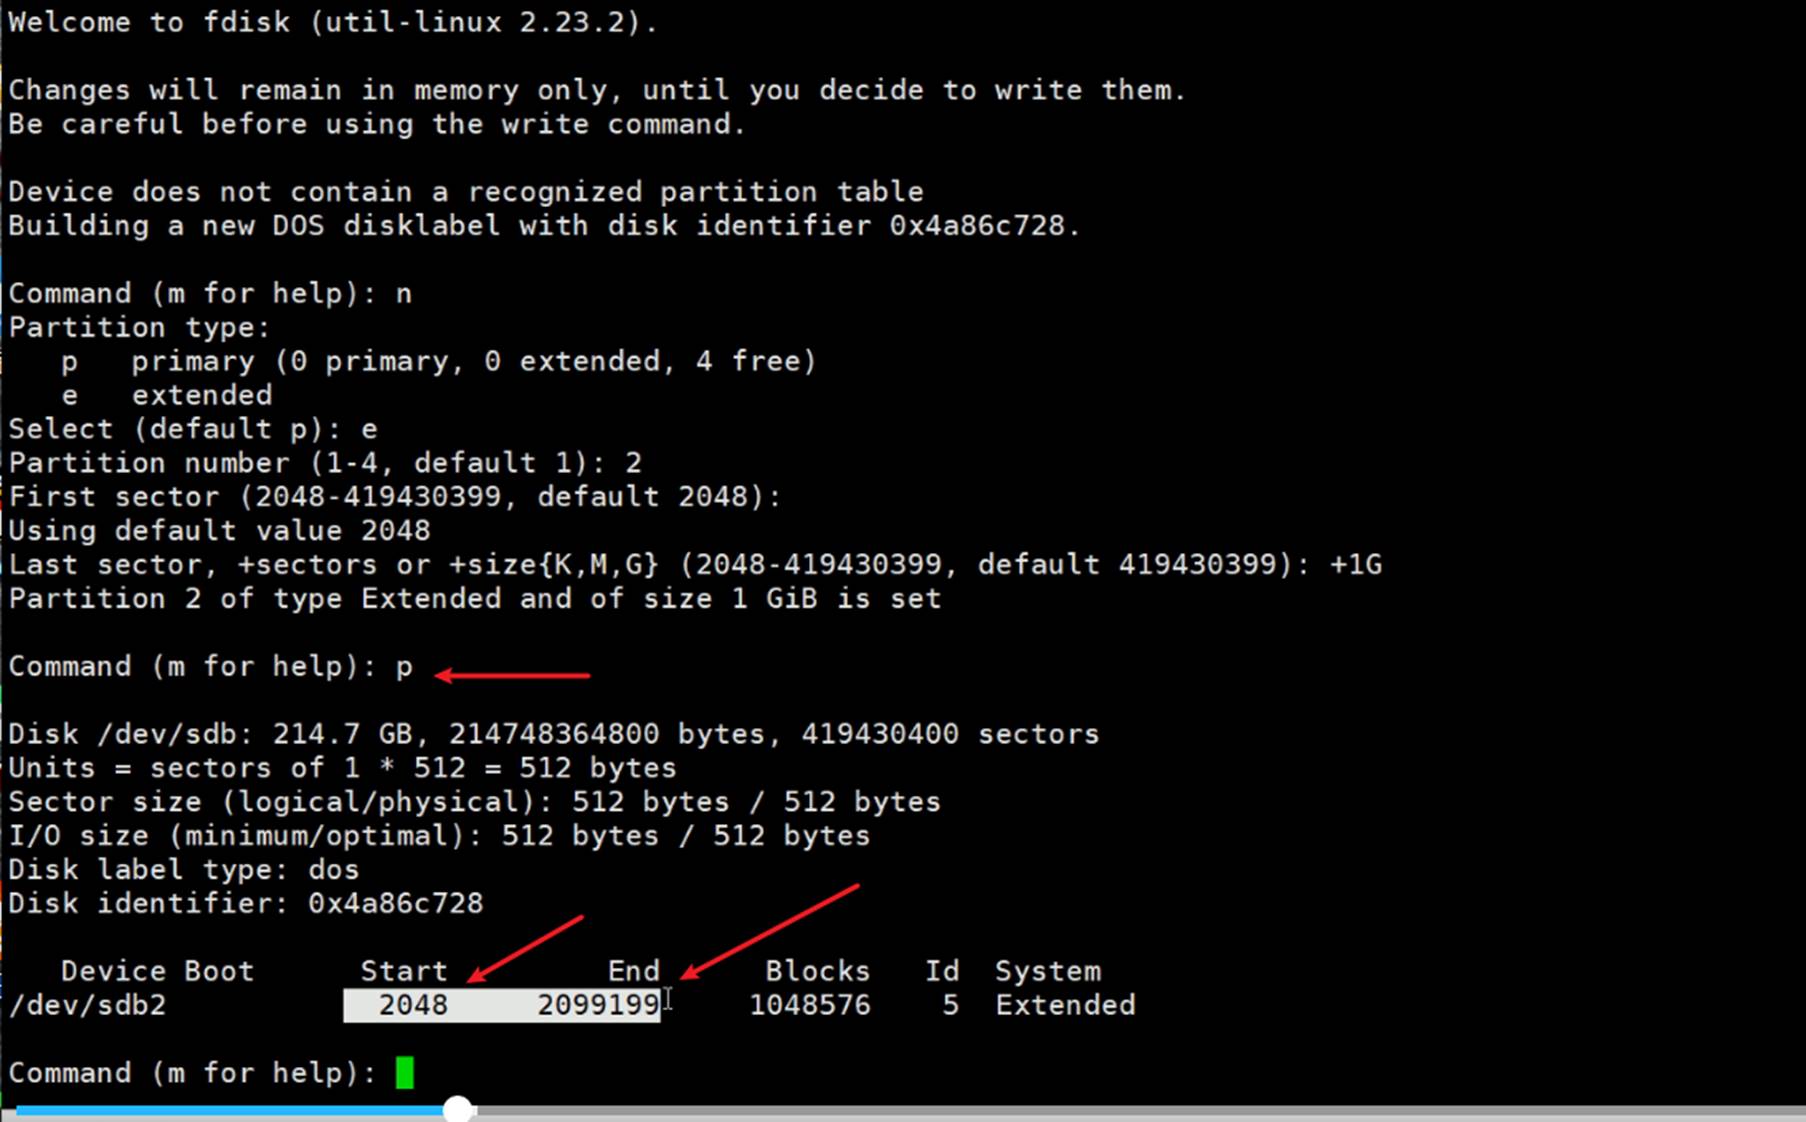 Welcome to fdisk (util-linux 2.23.2).
Changes will remain in memory only, until you decide to write them.
Be careful before using the write command.
Device does not contain a recognized partition table
Building a new DOS disklabel with disk identifier 0x4a86c728.
Command (m for help): n
Partition type:
   p   primary (0 primary, 0 extended, 4 free)
   e   extended
Select (default p): e
Partition number (1-4, default 1): 2
First sector (2048-419430399, default 2048):
Using default value 2048
Last sector, +sectors or +size{K,M,G} (2048-419430399, default 419430399): +1G
Partition 2 of type Extended and of size 1 GiB is set
Command (m for help): p
Disk /dev/sdb: 214.7 GB, 214748364800 bytes, 419430400 sectors
Units = sectors of 1 * 512 = 512 bytes
Sector size (logical/physical): 512 bytes / 512 bytes
I/O size (minimum/optimal): 512 bytes / 512 bytes
Disk label type: dos
Disk identifier: 0x4a86c728
   Device Boot      Start         End      Blocks   Id  System
/dev/sdb2            2048     2099199     1048576    5  Extended
Command (m for help):